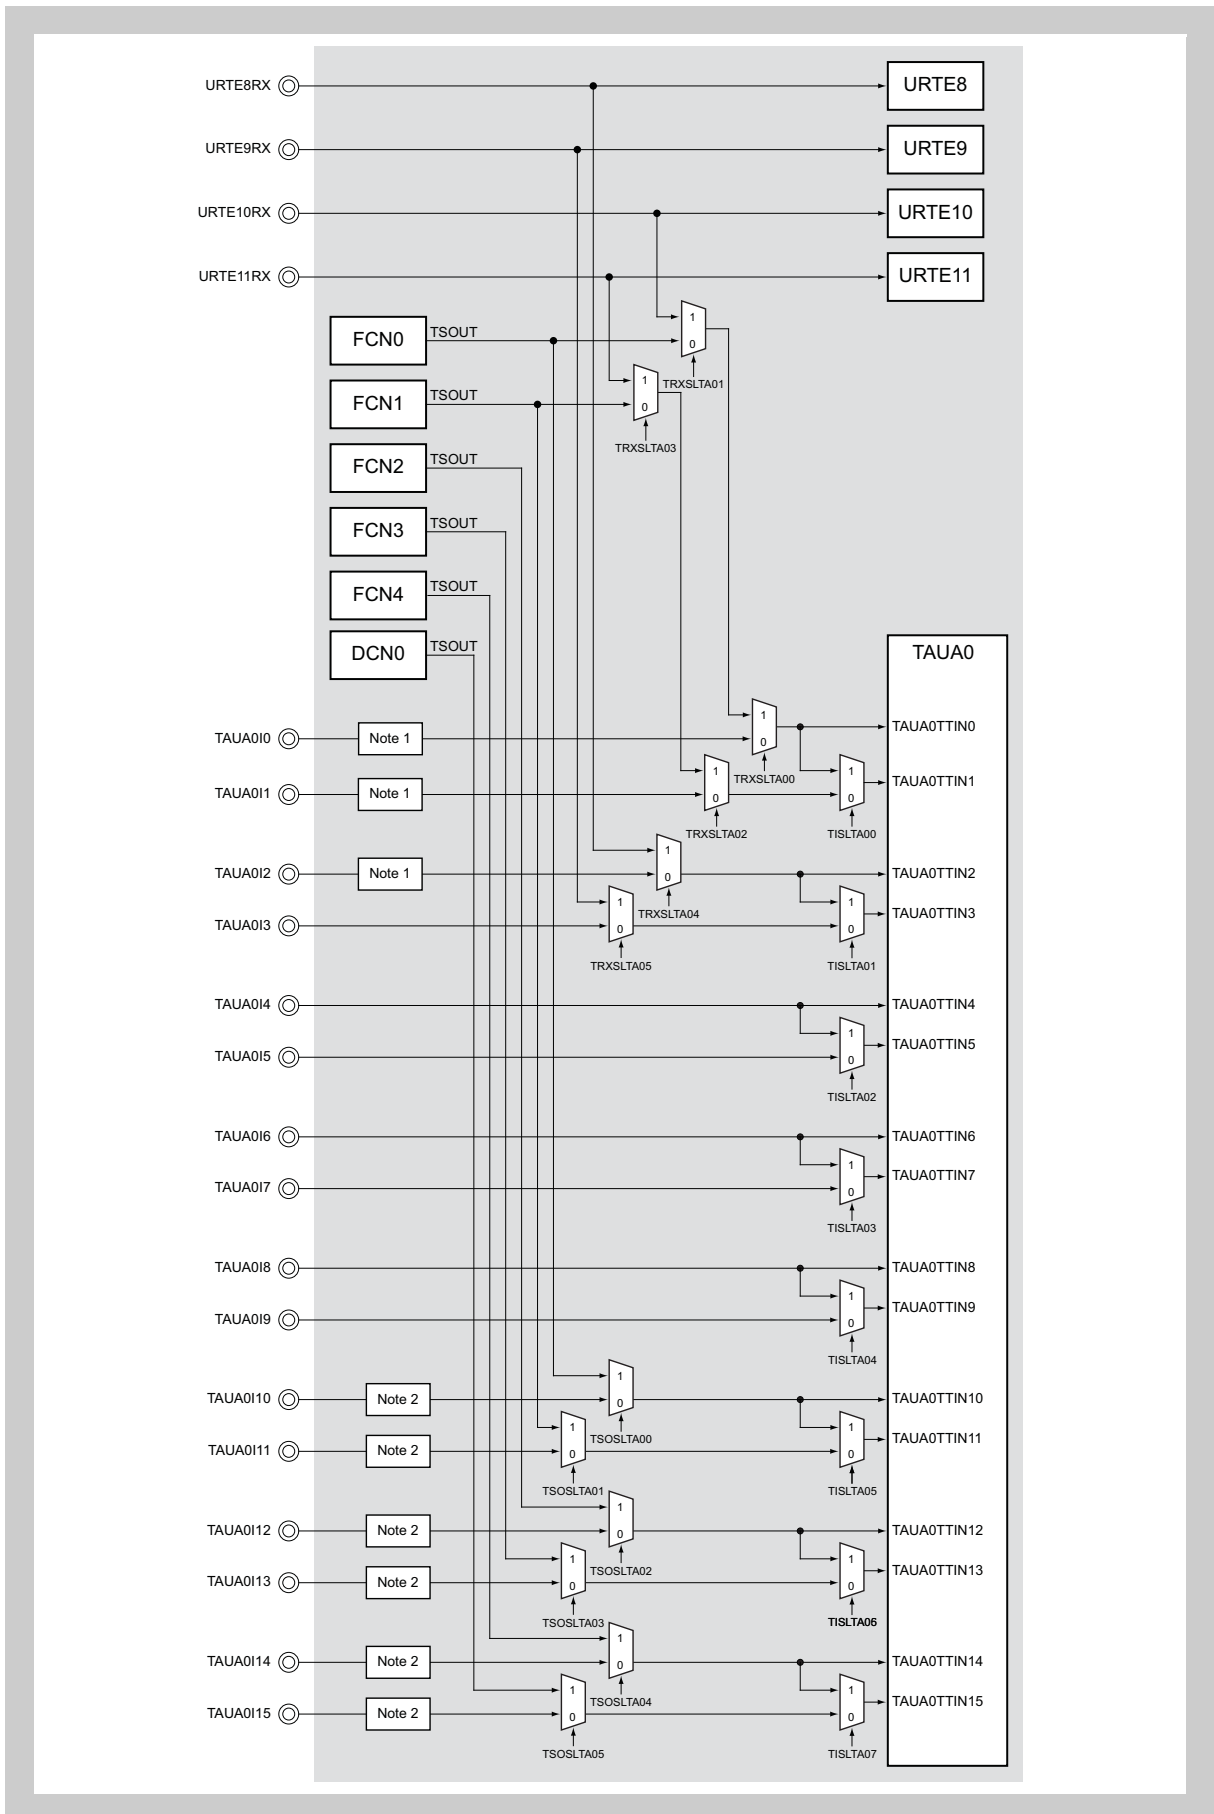 URTE8RX
URTE8
URTE9RX
URTE9
URTE10RX
URTE10
URTE11RX
URTE11
FCN0
TSOUT
1
0
TRXSLTA01
FCN1
TSOUT
1
0
TRXSLTA03
FCN2
TSOUT
FCN3
TSOUT
FCN4
TSOUT
DCN0
TSOUT
TAUA0
TAUA0I0
Note 1
1
0
TRXSLTA00
TAUA0TTIN0
TAUA0I1
Note 1
1
0
TRXSLTA02
1
0
TISLTA00
TAUA0TTIN1
TAUA0I2
Note 1
1
0
TRXSLTA04
TAUA0TTIN2
TAUA0I3
1
0
TRXSLTA05
1
0
TISLTA01
TAUA0TTIN3
TAUA0I4
TAUA0TTIN4
TAUA0I5
1
0
TISLTA02
TAUA0TTIN5
TAUA0I6
TAUA0TTIN6
TAUA0I7
1
0
TISLTA03
TAUA0TTIN7
TAUA0I8
TAUA0TTIN8
TAUA0I9
1
0
TISLTA04
TAUA0TTIN9
TAUA0I10
Note 2
1
0
TSOSLTA00
TAUA0TTIN10
TAUA0I11
Note 2
1
0
TSOSLTA01
1
0
TISLTA05
TAUA0TTIN11
TAUA0I12
Note 2
1
0
TSOSLTA02
TAUA0TTIN12
TAUA0I13
Note 2
1
0
TSOSLTA03
1
0
TISLTA06
TAUA0TTIN13
TAUA0I14
Note 2
1
0
TSOSLTA04
TAUA0TTIN14
TAUA0I15
Note 2
1
0
TSOSLTA05
1
0
TISLTA07
TAUA0TTIN15